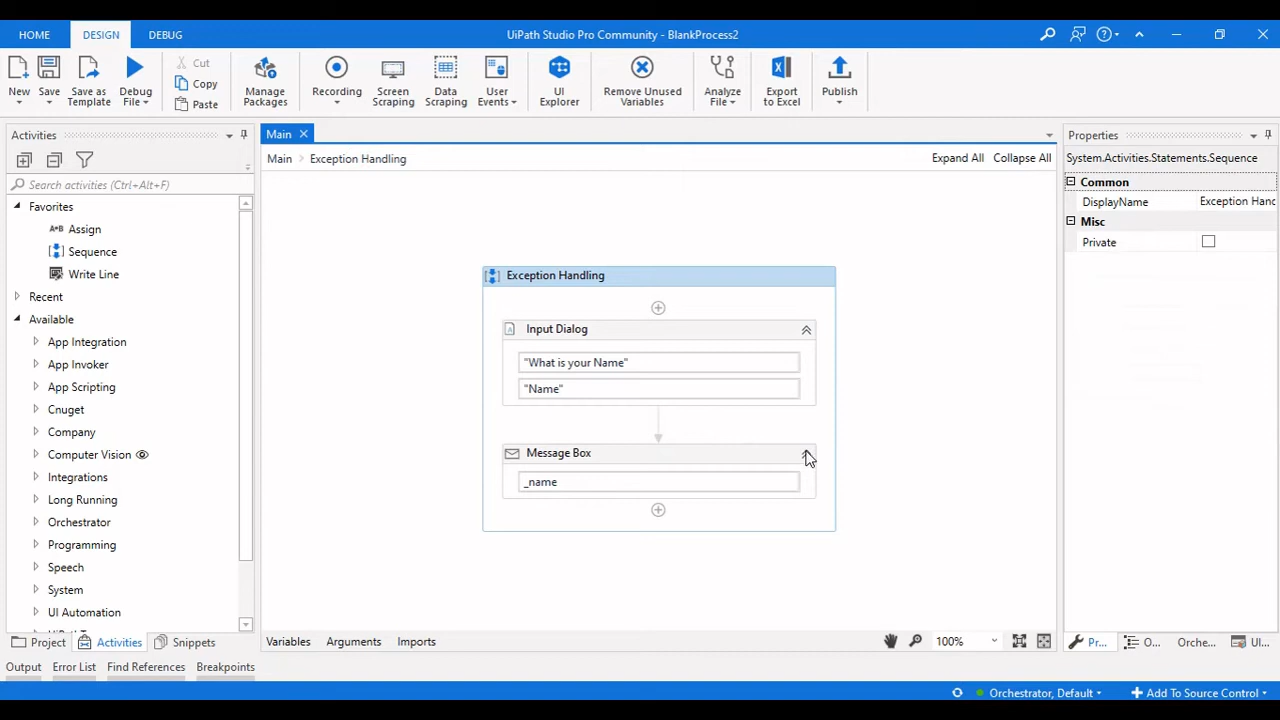 HOME DESIGN DEBUG UiPath Studio Pro Community - BlankProcess2
New Save Save as Template Debug File Cut Copy Paste Manage Packages Recording Screen Scraping Data Scraping User Events UI Explorer Remove Unused Variables Analyze File Export to Excel Publish
Activities
Search activities (Ctrl+Alt+F)
Favorites
Assign
Sequence
Write Line
Recent
Available
App Integration
App Invoker
App Scripting
Cnuget
Company
Computer Vision
Integrations
Long Running
Orchestrator
Programming
Speech
System
UI Automation
Project Activities Snippets
Main
Main Exception Handling Expand All Collapse All
Exception Handling
Input Dialog
"What is your Name"
"Name"
Message Box
_name
Variables Arguments Imports 100%
Properties
System.Activities.Statements.Sequence
Common
DisplayName Exception Hand
Misc
Private
Pr... O... Orche... UI...
Output Error List Find References Breakpoints
Orchestrator, Default Add To Source Control